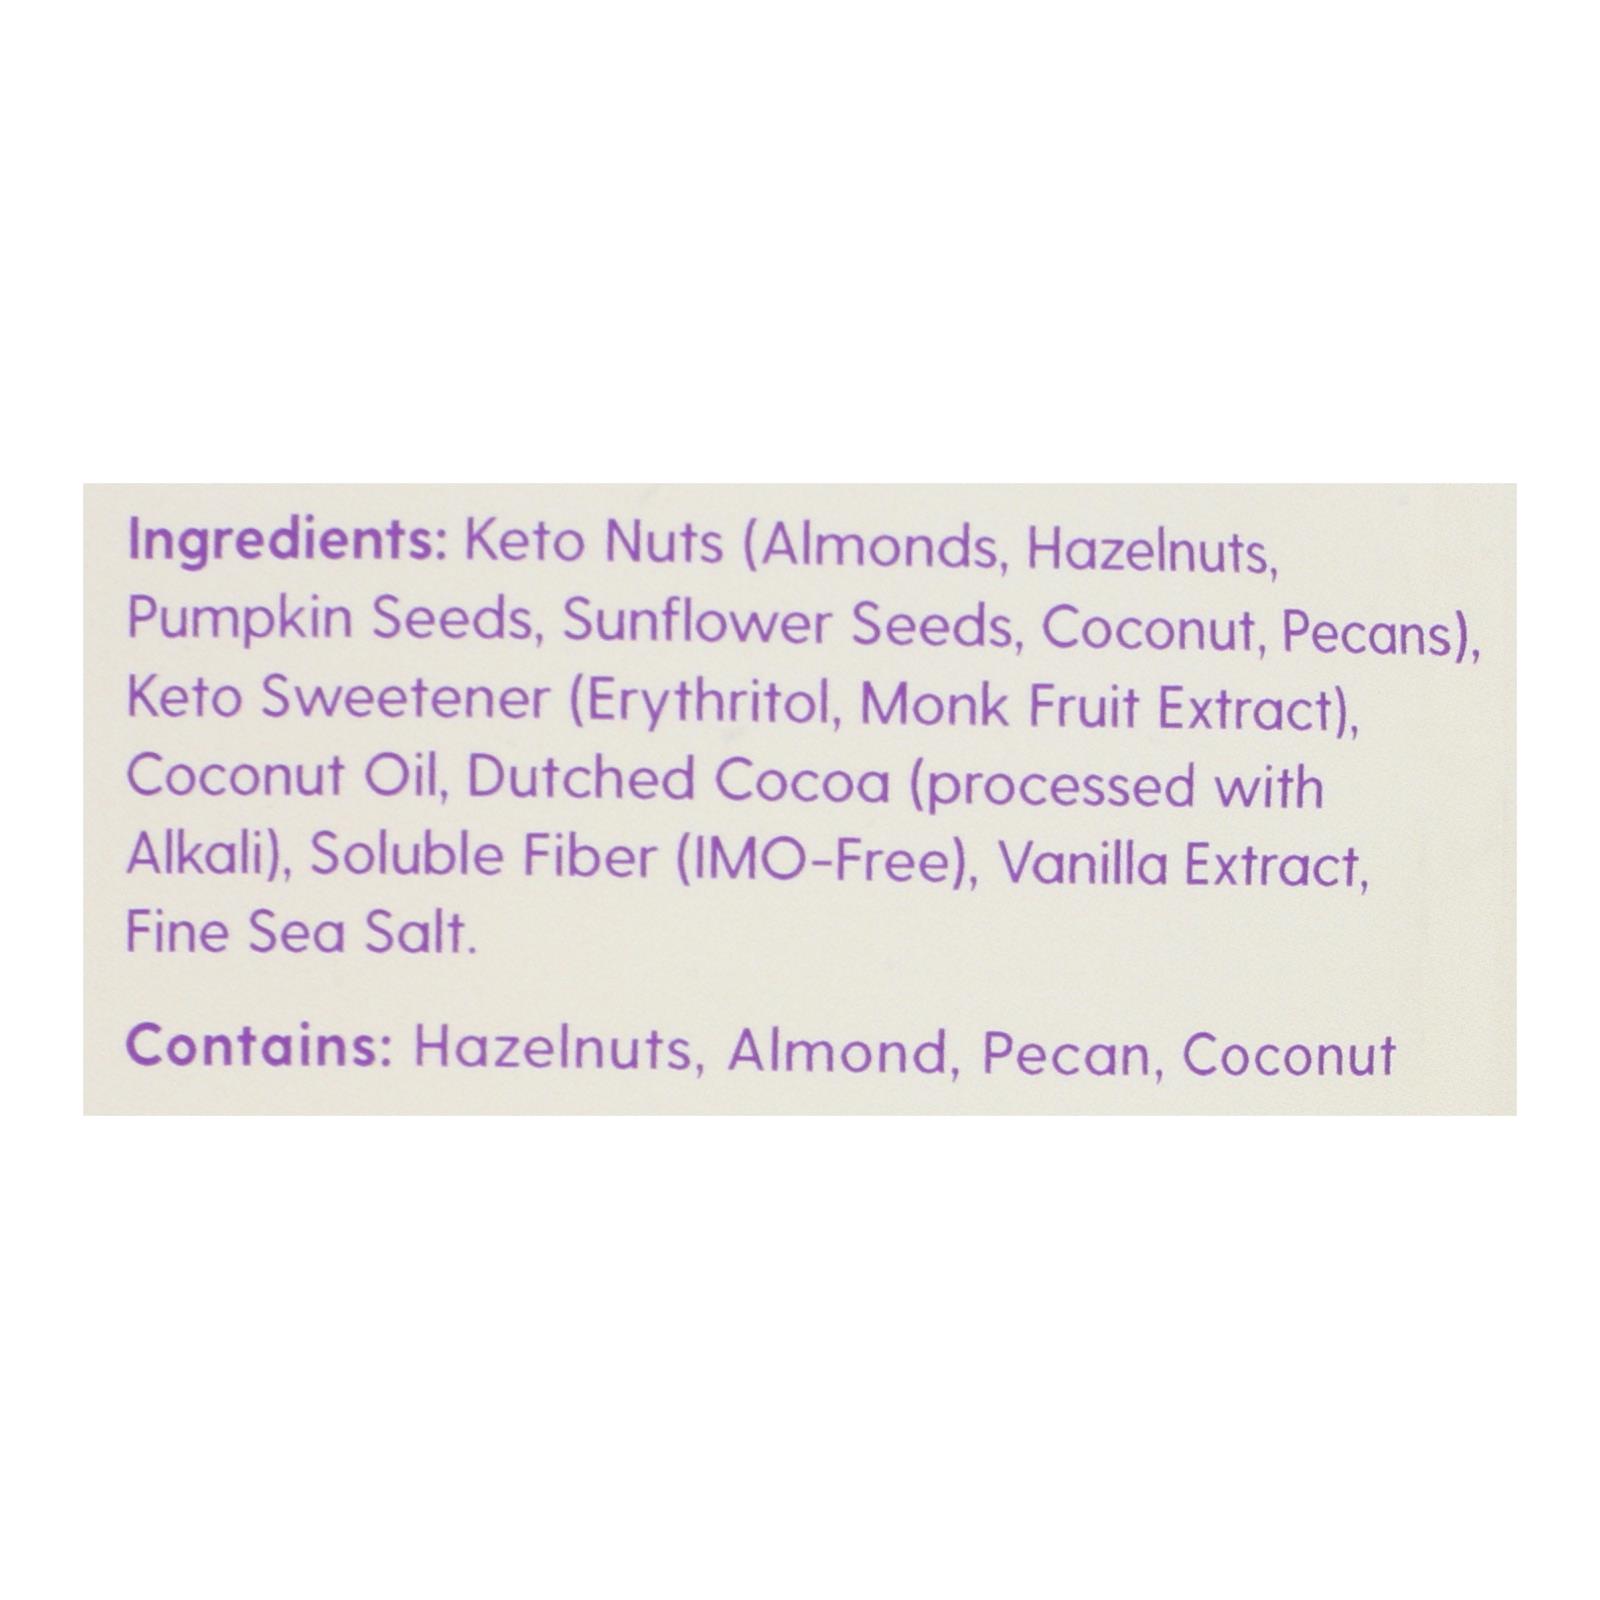 Ingredients: Keto Nuts (Almonds, Hazelnuts,
Pumpkin Seeds, Sunflower Seeds, Coconut, Pecans),
Keto Sweetener (Erythritol, Monk Fruit Extract),
Coconut Oil, Dutched Cocoa (processed with
Alkali), Soluble Fiber (IMO-Free), Vanilla Extract,
Fine Sea Salt.
Contains: Hazelnuts, Almond, Pecan, Coconut